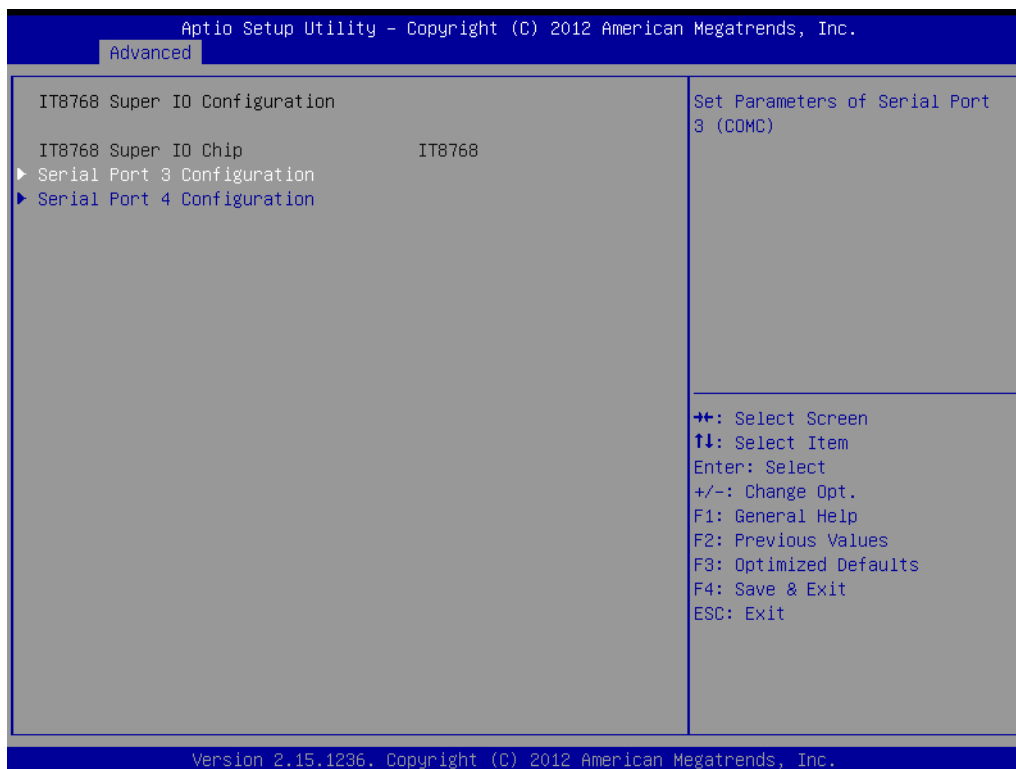 Aptio Setup Utility – Copyright (C) 2012 American Megatrends, Inc.
Advanced
IT8768 Super IO Configuration
IT8768 Super IO Chip IT8768
▶ Serial Port 3 Configuration
▶ Serial Port 4 Configuration
Set Parameters of Serial Port
3 (COMC)
→←: Select Screen
↑↓: Select Item
Enter: Select
+/-: Change Opt.
F1: General Help
F2: Previous Values
F3: Optimized Defaults
F4: Save & Exit
ESC: Exit
Version 2.15.1236. Copyright (C) 2012 American Megatrends, Inc.